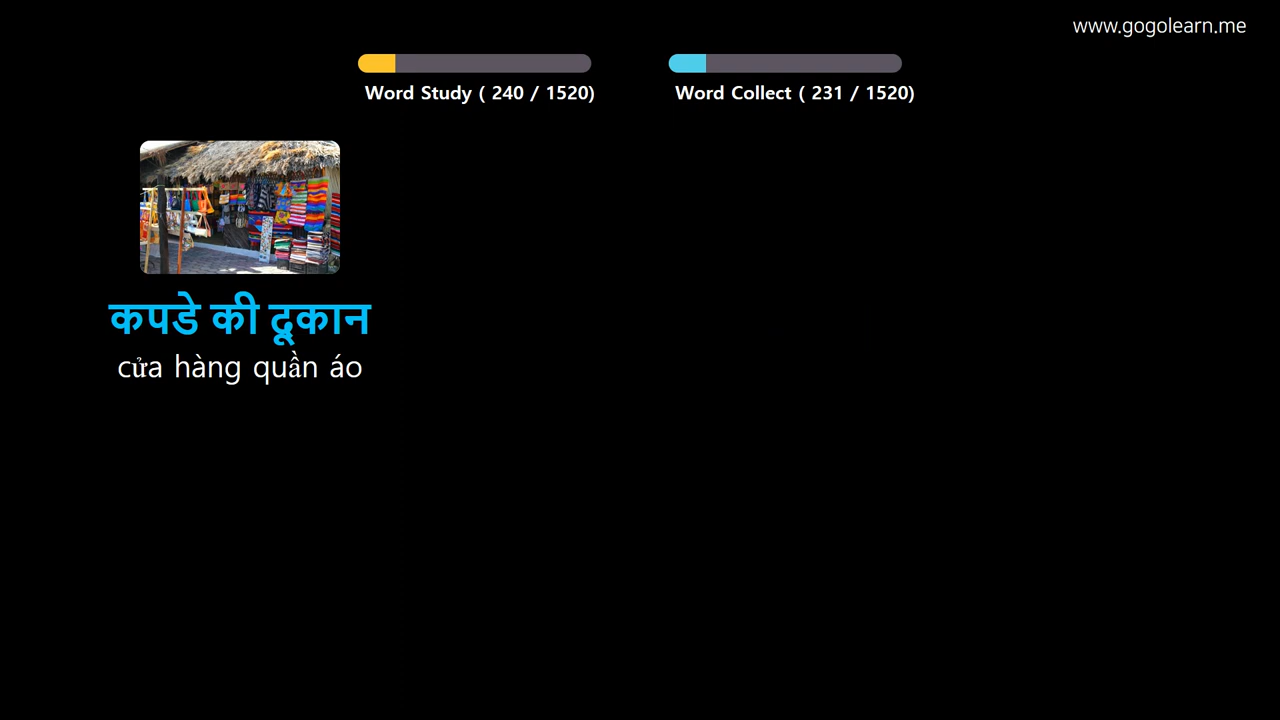 www.gogolearn.me
Word Study ( 240 / 1520)
Word Collect ( 231 / 1520)
कपडे की दूकान
cửa hàng quần áo